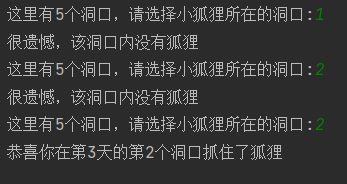 这里有5个洞口，请选择小狐狸所在的洞口:1
很遗憾，该洞口内没有狐狸
这里有5个洞口，请选择小狐狸所在的洞口:2
很遗憾，该洞口内没有狐狸
这里有5个洞口，请选择小狐狸所在的洞口:2
恭喜你在第3天的第2个洞口抓住了狐狸